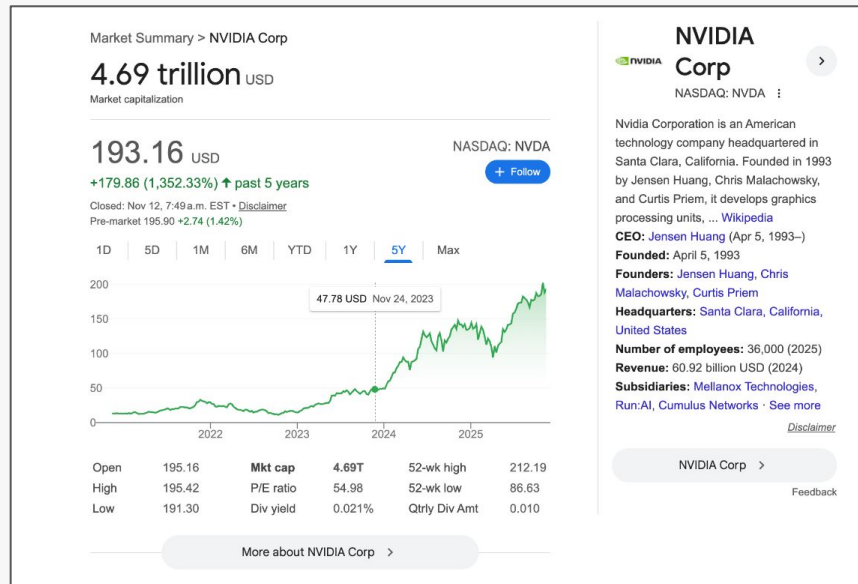 Market Summary > NVIDIA Corp
4.69 trillion USD
Market capitalization
193.16 USD
NASDAQ: NVDA
+179.86 (1,352.33%) ↑ past 5 years
+ Follow
Closed: Nov 12, 7:49 a.m. EST • Disclaimer
Pre-market 195.90 +2.74 (1.42%)
1D 5D 1M 6M YTD 1Y 5Y Max
47.78 USD Nov 24, 2023
200
150
100
50
0
2022 2023 2024 2025
Open 195.16 Mkt cap 4.69T 52-wk high 212.19
High 195.42 P/E ratio 54.98 52-wk low 86.63
Low 191.30 Div yield 0.021% Qtrly Div Amt 0.010
More about NVIDIA Corp >
NVIDIA
NVIDIA
Corp
>
NASDAQ: NVDA ⋮
Nvidia Corporation is an American
technology company headquartered in
Santa Clara, California. Founded in 1993
by Jensen Huang, Chris Malachowsky,
and Curtis Priem, it develops graphics
processing units, ... Wikipedia
CEO: Jensen Huang (Apr 5, 1993–)
Founded: April 5, 1993
Founders: Jensen Huang, Chris
Malachowsky, Curtis Priem
Headquarters: Santa Clara, California,
United States
Number of employees: 36,000 (2025)
Revenue: 60.92 billion USD (2024)
Subsidiaries: Mellanox Technologies,
Run:AI, Cumulus Networks · See more
Disclaimer
NVIDIA Corp >
Feedback